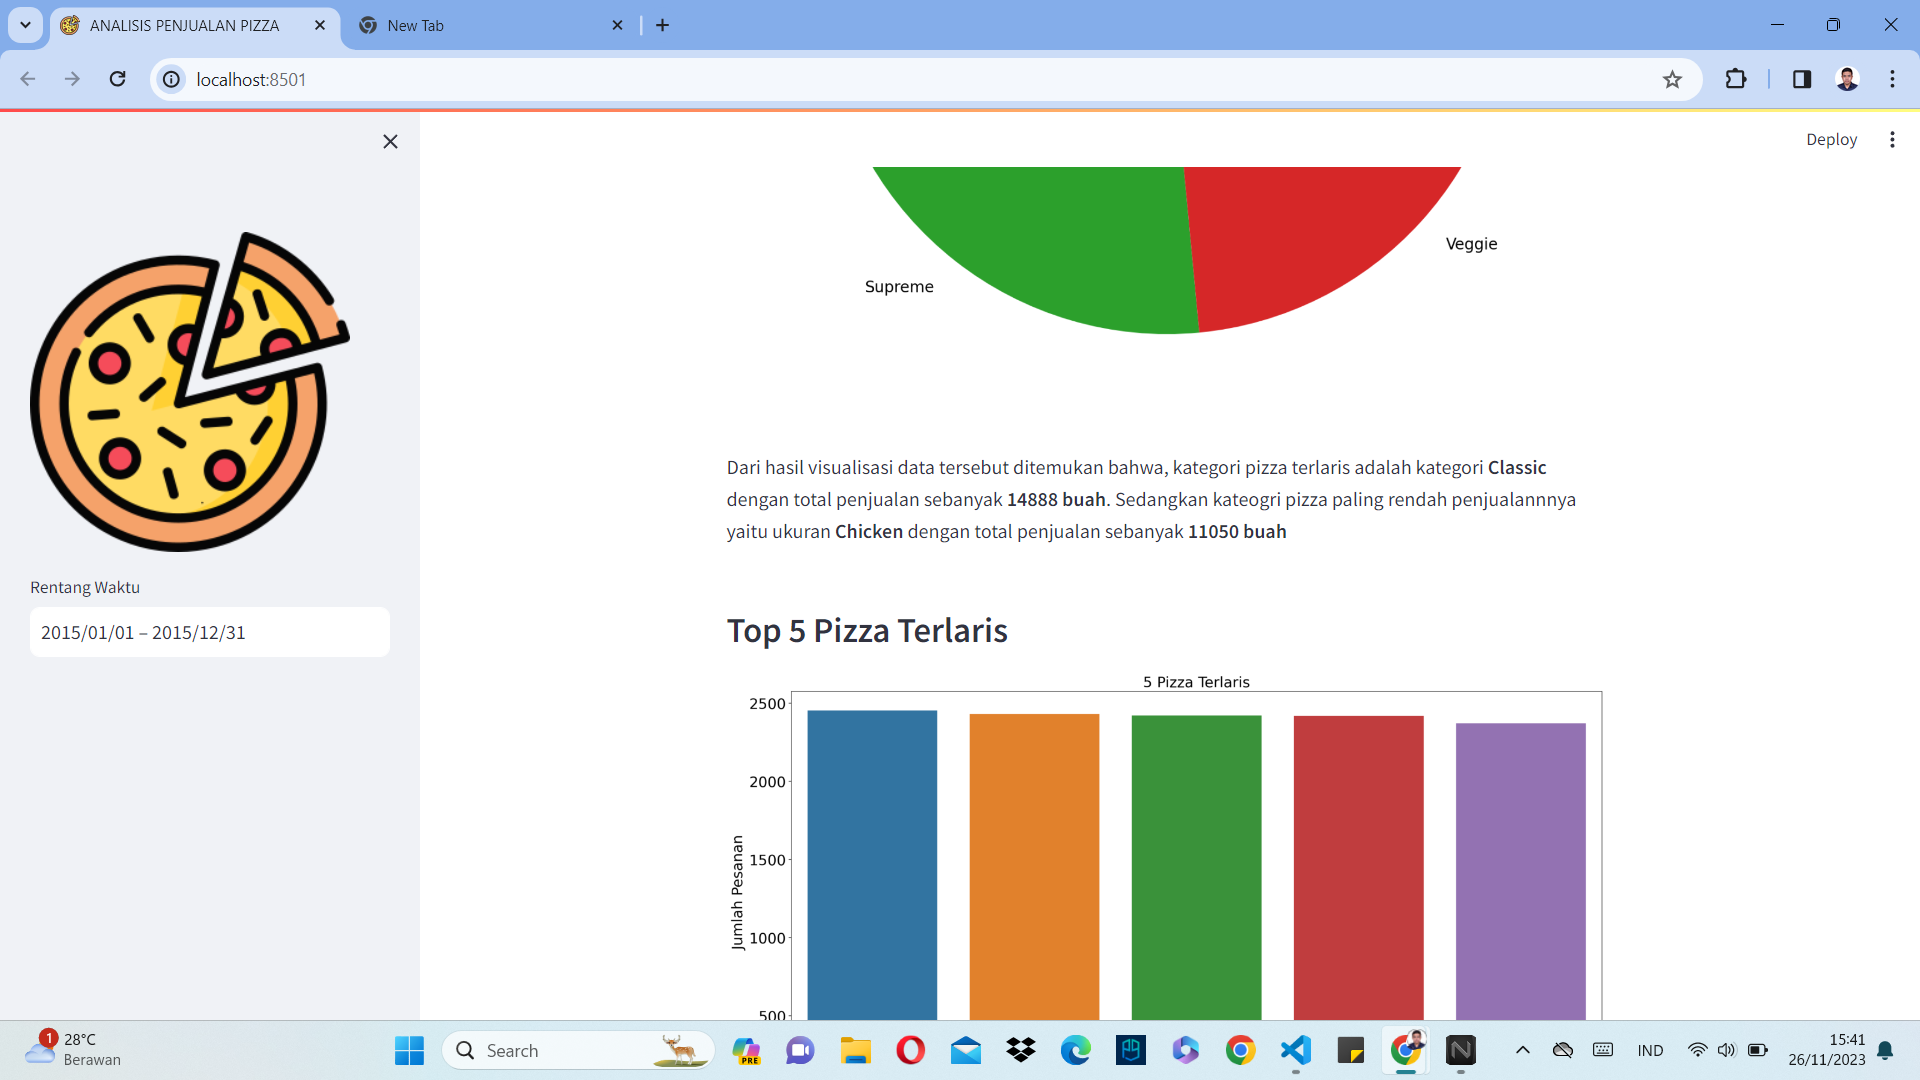 ANALISIS PENJUALAN PIZZA
New Tab
localhost:8501
Deploy
Veggie
Supreme
Dari hasil visualisasi data tersebut ditemukan bahwa, kategori pizza terlaris adalah kategori Classic
dengan total penjualan sebanyak 14888 buah. Sedangkan kateogri pizza paling rendah penjualannnya
yaitu ukuran Chicken dengan total penjualan sebanyak 11050 buah
Rentang Waktu
2015/01/01 – 2015/12/31
Top 5 Pizza Terlaris
5 Pizza Terlaris
2500
2000
1500
1000
500
Jumlah Pesanan
1
28°C
Berawan
Search
PRE
IND
15:41
26/11/2023